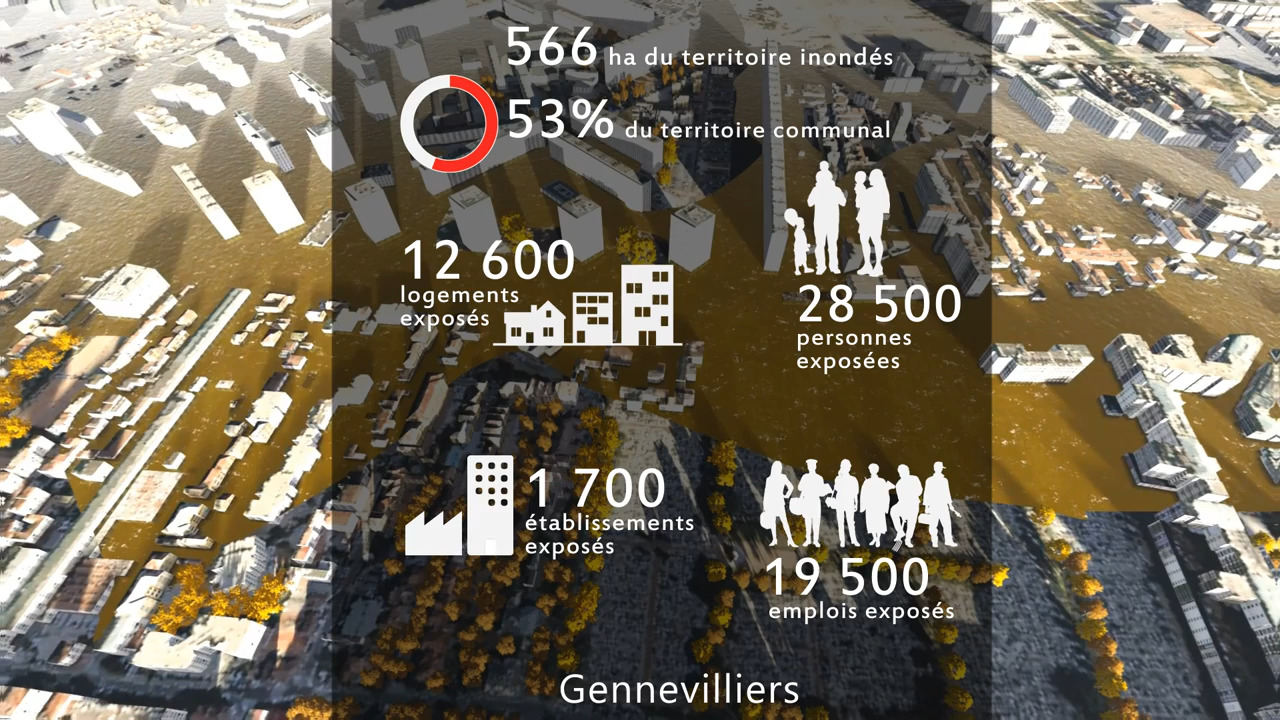 566 ha du territoire inondés
53% du territoire communal
12 600
logements
exposés
28 500
personnes
exposées
1 700
établissements
exposés
19 500
emplois exposés
Gennevilliers